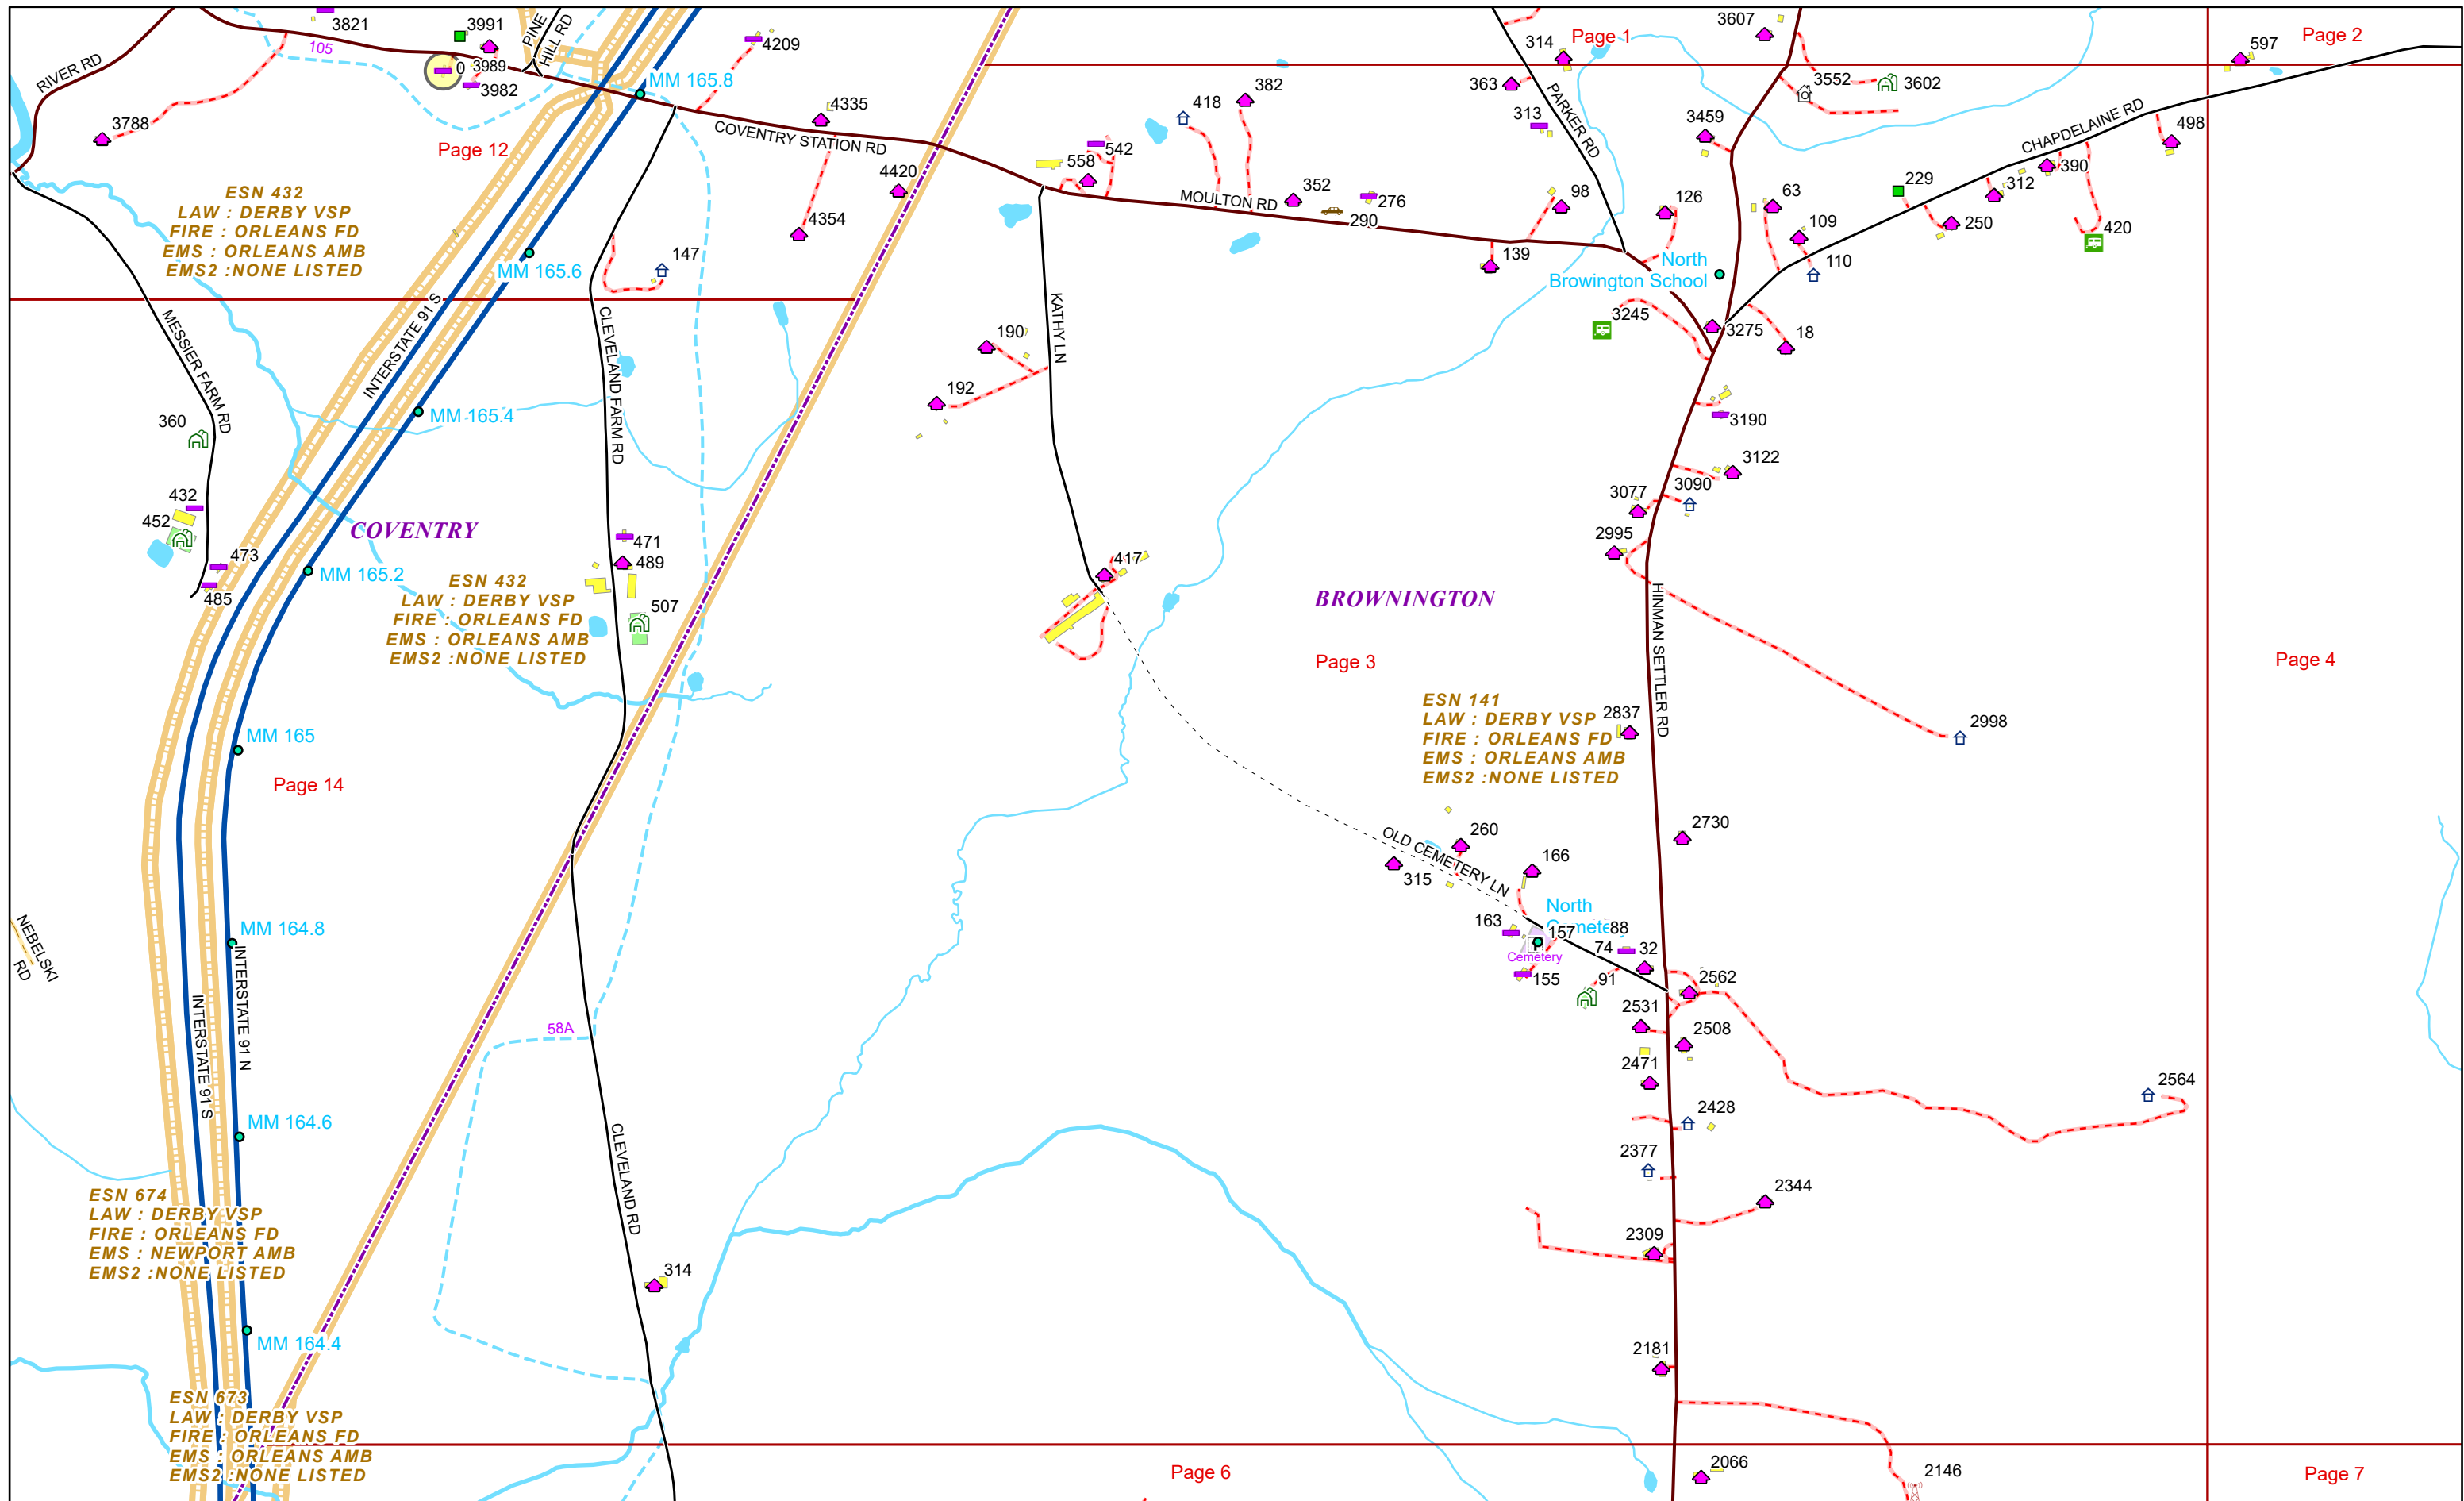 3821
105
3991
PINE
HILL RD
0
3989
3982
4209
RIVER RD
MM 165.8
3788
Page 12
4335
COVENTRY STATION RD
4420
4354
147
ESN 432
LAW : DERBY VSP
FIRE : ORLEANS FD
EMS : ORLEANS AMB
EMS2 :NONE LISTED
MM 165.6
314
Page 1
3607
Page 2
597
363
382
418
313
PARKER RD
3552
3602
3459
CHAPDELAINE RD
498
558
542
MOULTON RD
352
276
290
98
126
63
109
229
312
390
250
420
110
139
North
Browington School
3245
3275
18
MESSIER FARM RD
INTERSTATE 91 S
CLEVELAND FARM RD
KATHY LN
190
192
MM 165.4
360
432
452
473
485
COVENTRY
MM 165.2
ESN 432
LAW : DERBY VSP
FIRE : ORLEANS FD
EMS : ORLEANS AMB
EMS2 :NONE LISTED
471
489
507
417
3190
3122
3090
3077
2995
BROWNINGTON
Page 3
HINMAN SETTLER RD
Page 4
ESN 141
LAW : DERBY VSP
FIRE : ORLEANS FD
EMS : ORLEANS AMB
EMS2 :NONE LISTED
2837
2998
MM 165
Page 14
2730
260
OLD CEMETERY LN
315
166
North
163
157
88
Cemetery
74
32
155
91
2562
2531
2508
2471
2564
2428
2377
2344
2309
2181
MM 164.8
NEBELSKI
RD
INTERSTATE 91 N
INTERSTATE 91 S
58A
MM 164.6
CLEVELAND RD
ESN 674
LAW : DERBY VSP
FIRE : ORLEANS FD
EMS : NEWPORT AMB
EMS2 :NONE LISTED
314
MM 164.4
ESN 673
LAW : DERBY VSP
FIRE : ORLEANS FD
EMS : ORLEANS AMB
EMS2 :NONE LISTED
Page 6
2066
2146
Page 7